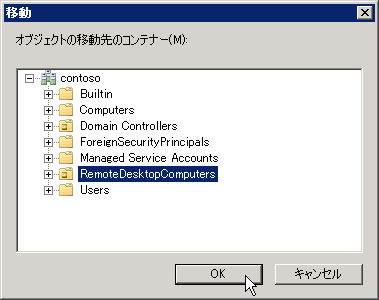 移動
オブジェクトの移動先のコンテナー(M):
contoso
Builtin
Computers
Domain Controllers
ForeignSecurityPrincipals
Managed Service Accounts
RemoteDesktopComputers
Users
OK
キャンセル